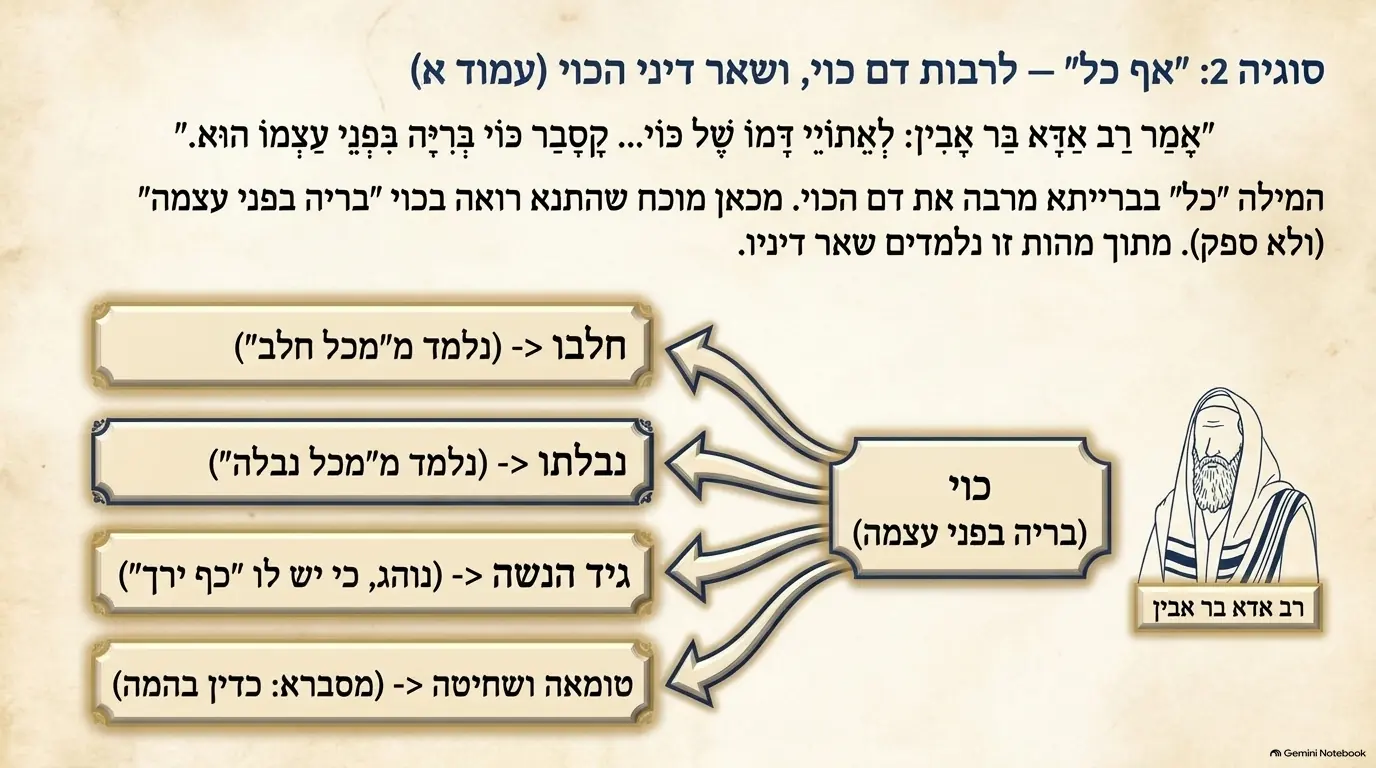 סוגיה 2: "אף כל" – לרבות דם כוי, ושאר דיני הכוי (עמוד א)
"אָמַר רַב אַדָּא בַּר אָבִין: לְאֵתוֹיֵי דָּמוֹ שֶׁל כּוֹי... קָסָבַר כּוֹי בְּרִיָּה בִּפְנֵי עַצְמוֹ הוּא."
המילה "כל" בברייתא מרבה את דם הכוי. מכאן מוכח שהתנא רואה בכוי "בריה בפני עצמה"
(ולא ספק). מתוך מהות זו נלמדים שאר דיניו.
חלבו <- (נלמד מ"מכל חלב")
נבלתו <- (נלמד מ"מכל נבלה")
גיד הנשה <- (נוהג, כי יש לו "כף ירך")
טומאה ושחיטה <- (מסברא: כדין בהמה)
כוי
(בריה בפני עצמה)
רב אדא בר אבין
Gemini Notebook